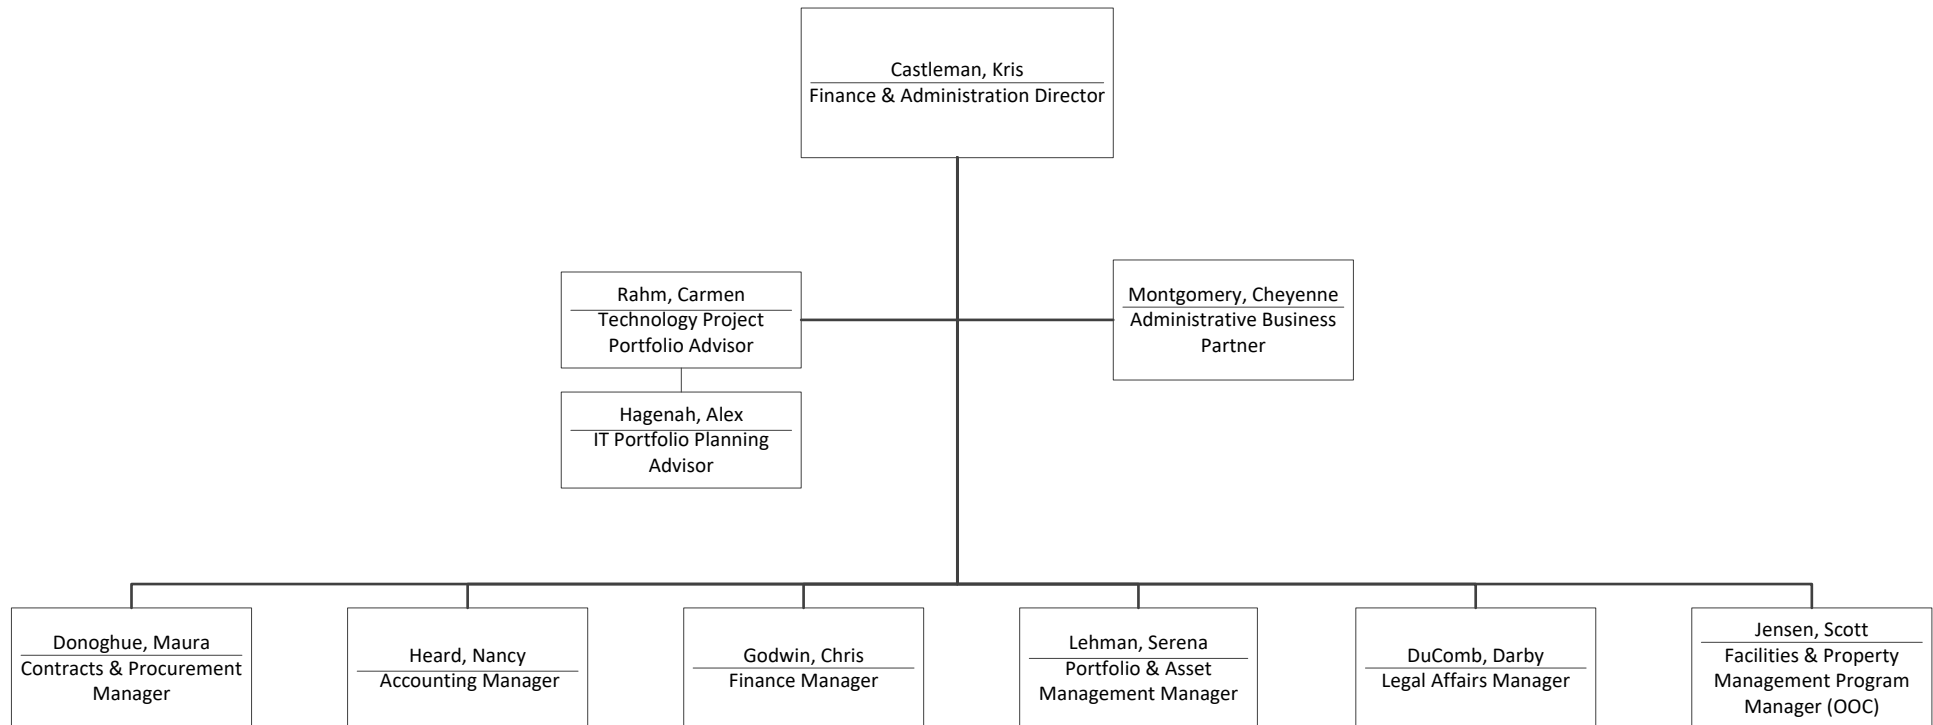 Castleman, Kris
Finance & Administration Director
Rahm, Carmen
Technology Project
Portfolio Advisor
Montgomery, Cheyenne
Administrative Business
Partner
Hagenah, Alex
IT Portfolio Planning
Advisor
Donoghue, Maura
Contracts & Procurement
Manager
Heard, Nancy
Accounting Manager
Godwin, Chris
Finance Manager
Lehman, Serena
Portfolio & Asset
Management Manager
DuComb, Darby
Legal Affairs Manager
Jensen, Scott
Facilities & Property
Management Program
Manager (OOC)